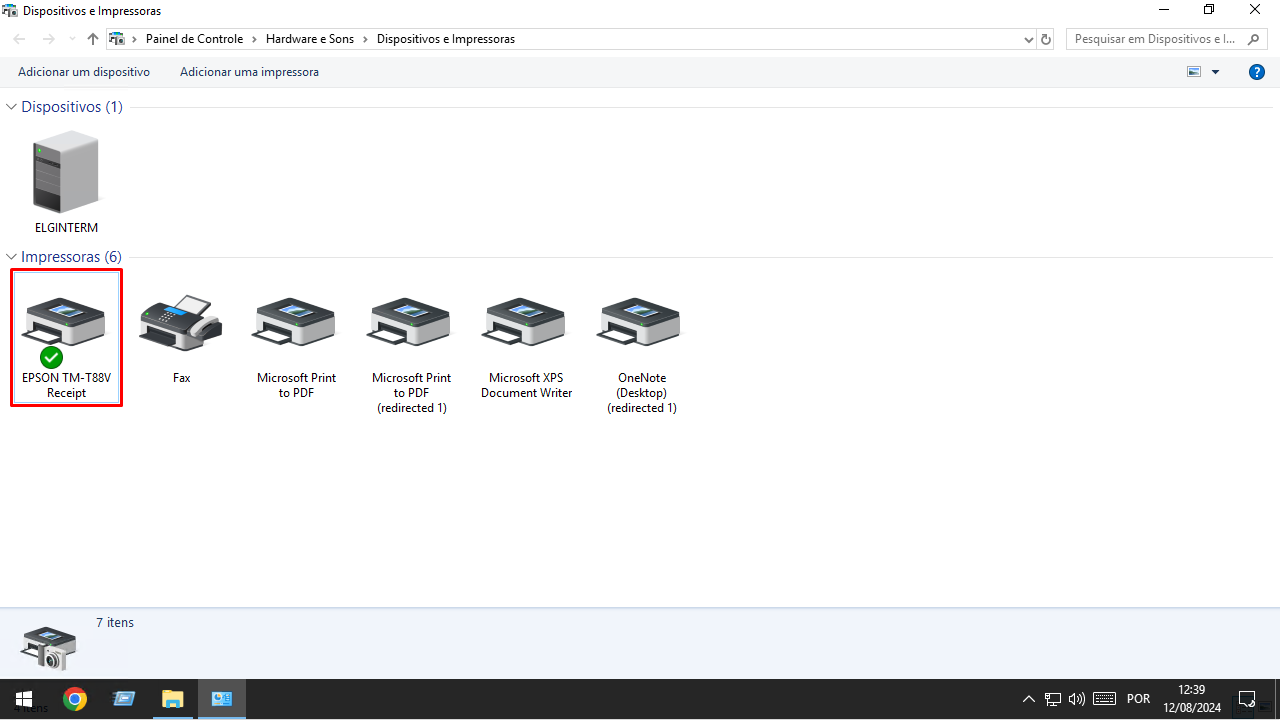 Dispositivos e Impressoras
Painel de Controle
Hardware e Sons
Dispositivos e Impressoras
Pesquisar em Dispositivos e I...
Adicionar um dispositivo
Adicionar uma impressora
?
Dispositivos (1)
ELGINTERM
Impressoras (6)
EPSON TM-T88V
Receipt
Fax
Microsoft Print
to PDF
Microsoft Print
to PDF
(redirected 1)
Microsoft XPS
Document Writer
OneNote
(Desktop)
(redirected 1)
7 itens
POR
12:39
12/08/2024
4 itens